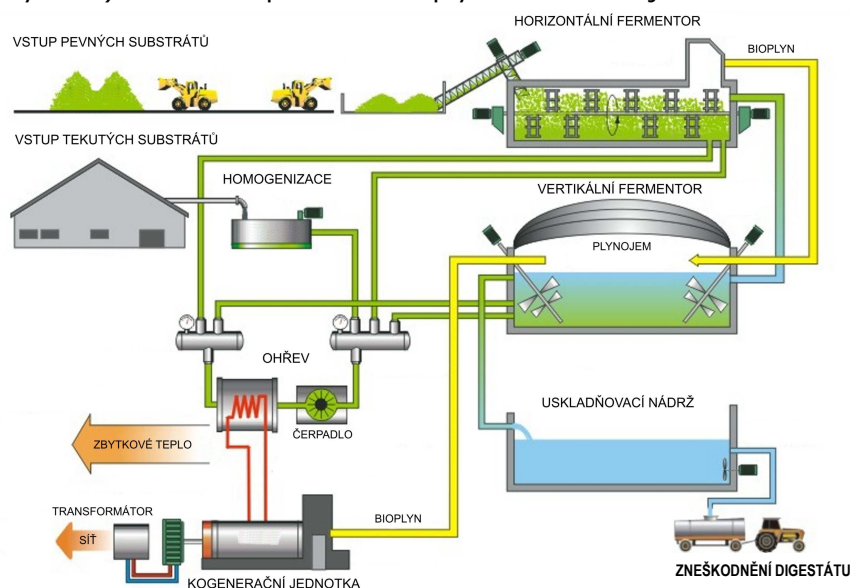 HORIZONTÁLNÍ FERMENTOR
VSTUP PEVNÝCH SUBSTRÁTŮ
BIOPLYN
VSTUP TEKUTÝCH SUBSTRÁTŮ
HOMOGENIZACE
VERTIKÁLNÍ FERMENTOR
PLYNOJEM
OHŘEV
USKLADŇOVACÍ NÁDRŽ
ČERPADLO
ZBYTKOVÉ TEPLO
TRANSFORMÁTOR
BIOPLYN
SÍŤ
KOGENERAČNÍ JEDNOTKA
ZNEŠKODNĚNÍ DIGESTÁTU